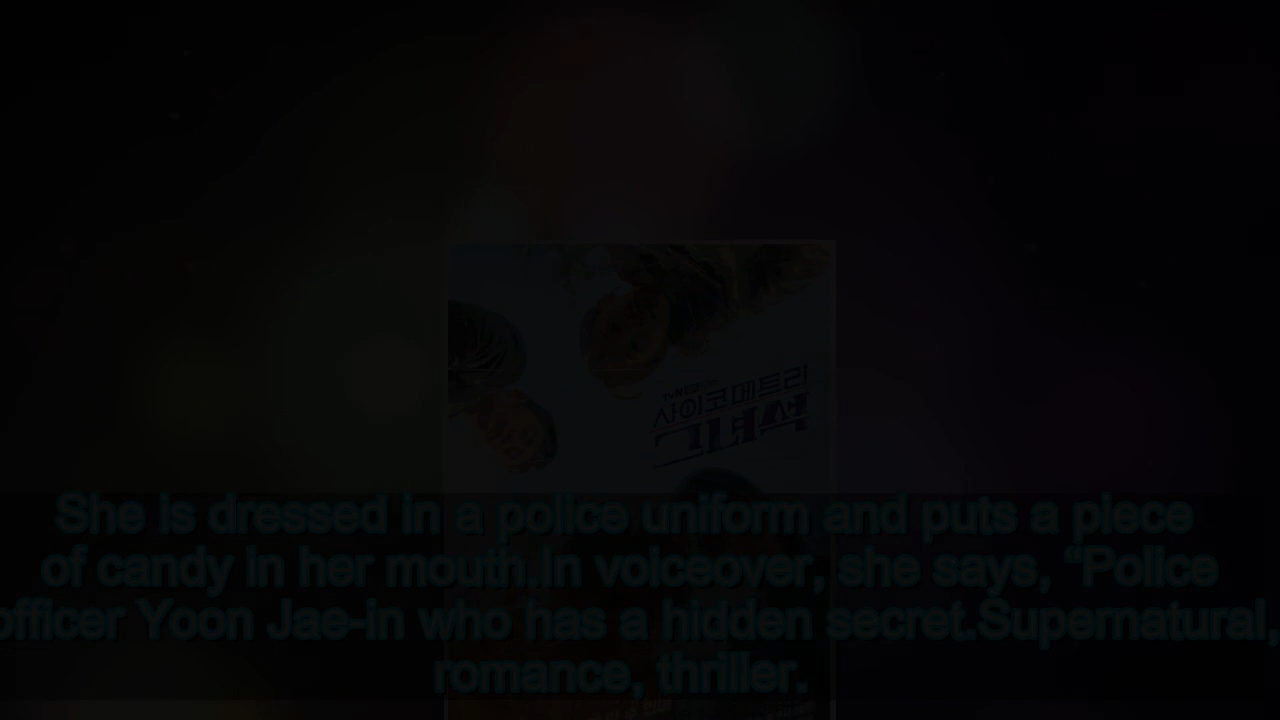 tvN
사이코메트리
그녀석
She is dressed in a police uniform and puts a piece
of candy in her mouth.In voiceover, she says, “Police
officer Yoon Jae-in who has a hidden secret.Supernatural,
romance, thriller.